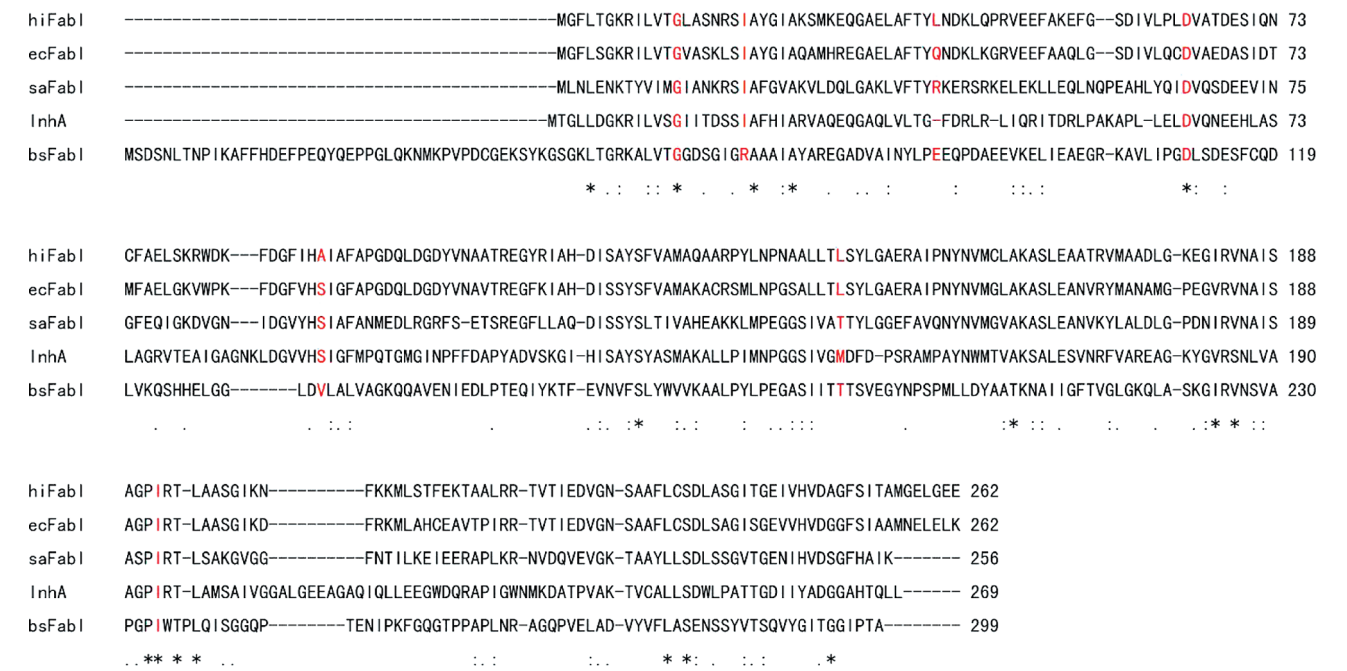 hiFabI ---------------------------------------------MGFLTGKRILVTGLASNRSIAYGIAKSMKEQGAELAFTYLNDKLQPRVEEFAKEFG--SDIVLPLDVATDESIQN 73
ecFabI ---------------------------------------------MGFLSGKRILVTGVASKLSIAYGIAQAMHREGAELAFTYQNDKLKGRVEEFAAQLG--SDIVLQCDVAEDASIDT 73
saFabI ---------------------------------------------MLNLENKTYVIMGIANKRSIAFGVAKVLDQLGAKLVFTYRKERSRKELEKLLEQLNQPEAHLYQIDVQSDEEVIN 75
InhA --------------------------------------------MTGLLDGKRILVSGIITDSSIAFHIARVAQEQGAQLVLTG-FDRLRL-LIQRITDRLPAKAPL-LELDVQNEEHLAS 73
bsFabI MSDSNLTNPIKAFFHDEFPEQYQEPPGLQKNMKPVPDCGEKSYKGSGKLTGRKALVTGGDSGIGRAAAIAYAREGADVAINYLPEEQPDAEEVKELIEAEGR-KAVLIPGDLSDESFCQD 119
* .: :: * . . * :* . .. : : ::.: *: :
hiFabI CFAELSKRWDK---FDGFIHAIAFAPGDQLDGDYVNAATREGYRIAH-DISAYSFVAMAQAARPYLNPNAALLTLSYLGAERAIPNYNVMCLAKASLEAATRVMAADLG-KEGIRVNAIS 188
ecFabI MFAELGKVWPK---FDGFVHSIGFAPGDQLDGDYVNAVTREGFKIAH-DISSYSFVAMAKACRSMLNPGSALLTLSYLGAERAIPNYNVMGLAKASLEANVRYMANAMG-PEGVRVNAIS 188
saFabI GFEQIGKDVGN---IDGVYHSIAFANMEDLRGRFS-ETSREGFLLAQ-DISSYSLTIVAHEAKKLMPEGGSIVATTYLGGEFAVQNYNVMGVAKASLEANVKYLALDLG-PDNIRVNAIS 189
InhA LAGRVTEAIGAGNKLDGVVHSIGFMPQTGMGINPFFDAPYADVSKGI-HISAYSYASMAKALLPIMNPGGSIVGMDFD-PSRAMPAYNWMTVAKSALESVNRFVAREAG-KYGVRSNLVA 190
bsFabI LVKQSHHELGG-------LDVLALVAGKQQAVENIEDLPTEQIYKTF-EVNVFSLYWVVKAALPYLPEGASIITTTSVEGYNPSPMLLDYAATKNAIIGFTVGLGKQLA-SKGIRVNSVA 230
. . . :.: . .:. :* :.: : ..::: . :* :: . :. . .:* * ::
hiFabI AGPIRT-LAASGIKN----------FKKMLSTFEKTAALRR-TVTIEDVGN-SAAFLCSDLASGITGEIVHVDAGFSITAMGELGEE 262
ecFabI AGPIRT-LAASGIKD----------FRKMLAHCEAVTPIRR-TVTIEDVGN-SAAFLCSDLSAGISGEVVHVDGGFSIAAMNELELK 262
saFabI ASPIRT-LSAKGVGG----------FNTILKEIEERAPLKR-NVDQVEVGK-TAAYLLSDLSSGVTGENIHVDSGFHAIK------- 256
InhA AGPIRT-LAMSAIVGGALGEEAGAQIQLLEEGWDQRAPIGWNMKDATPVAK-TVCALLSDWLPATTGDIIYADGGAHTQLL------ 269
bsFabI PGPIWTPLQISGGQP--------TENIPKFGQGTPPAPLNR-AGQPVELAD-VYVFLASENSSYVTSQVYGITGGIPTA-------- 299
..** * * .. :.: :.. * *: . :.: *